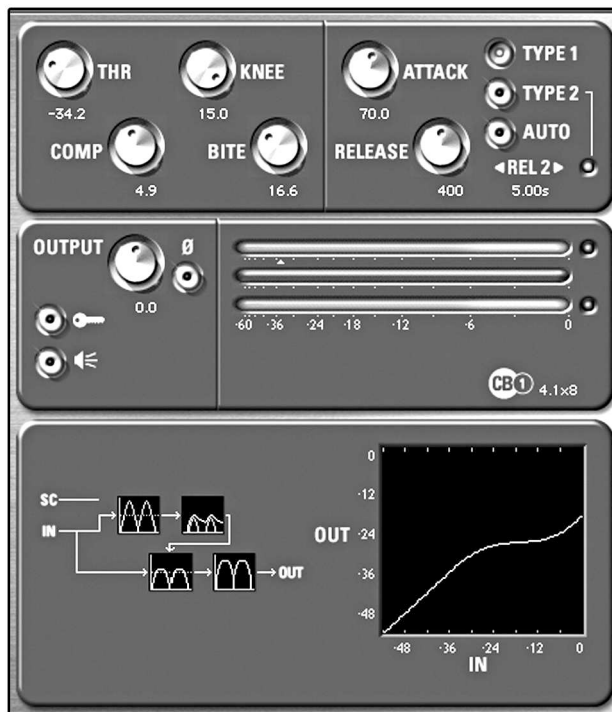 THR
-34.2
KNEE
15.0
COMP
4.9
BITE
16.6
ATTACK
70.0
RELEASE
400
TYPE 1
TYPE 2
AUTO
◄REL 2►
5.00s
OUTPUT
0.0
Ø
-60 -36 -24 -18 -12 -6 0
CB1 4.1x8
SC
IN
OUT
OUT
0
-12
-24
-36
-48
-48 -36 -24 -12 0
IN